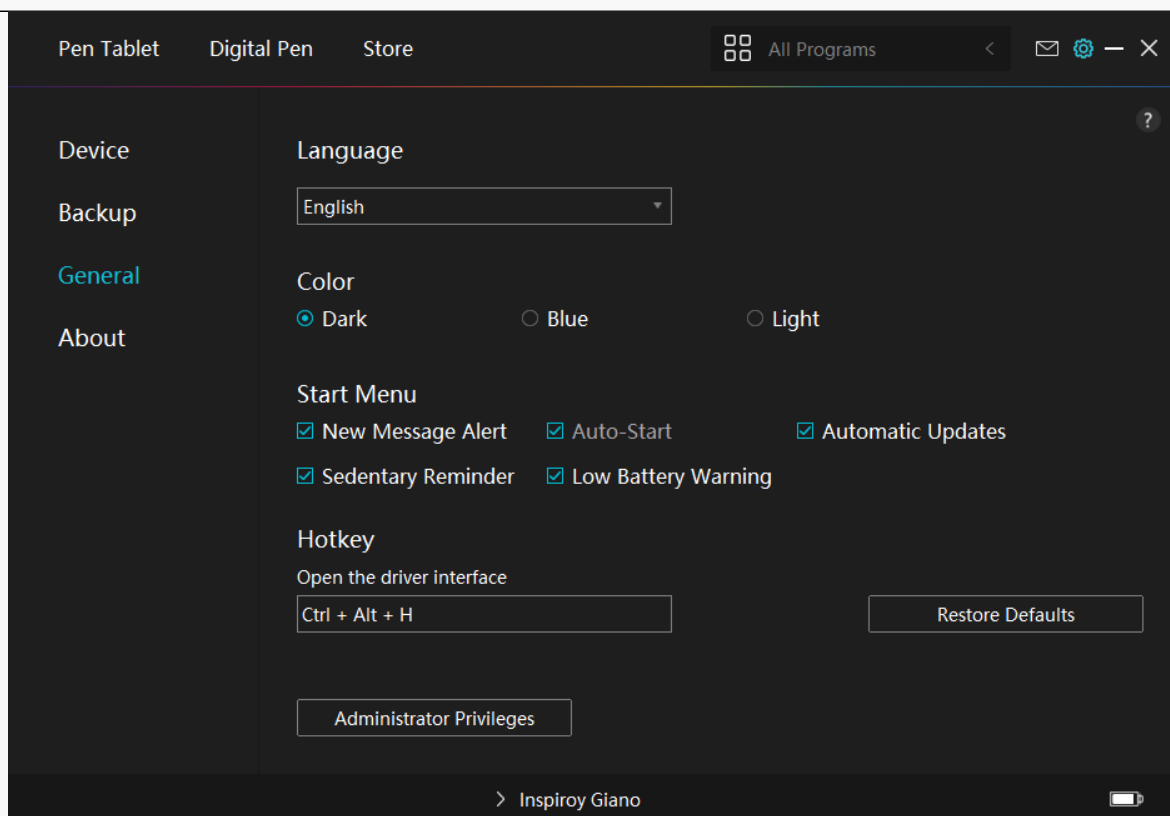 Pen Tablet Digital Pen Store All Programs
?
Device
Backup
General
About
Language
English
Color
Dark Blue Light
Start Menu
New Message Alert Auto-Start Automatic Updates
Sedentary Reminder Low Battery Warning
Hotkey
Open the driver interface
Ctrl + Alt + H Restore Defaults
Administrator Privileges
Inspiroy Giano